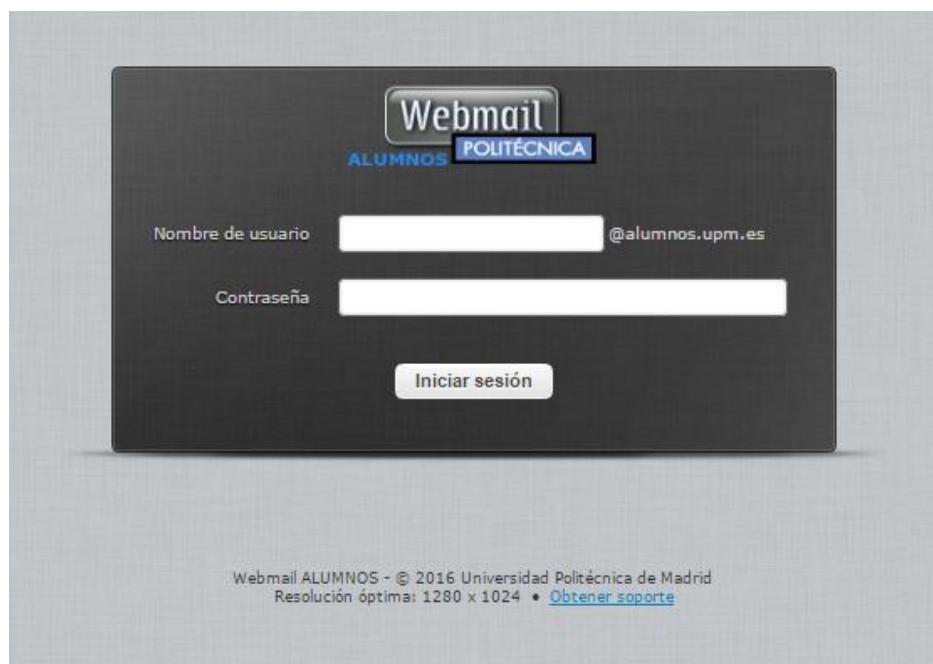 Webmail
ALUMNOS POLITÉCNICA
Nombre de usuario @alumnos.upm.es
Contraseña
Iniciar sesión
Webmail ALUMNOS - © 2016 Universidad Politécnica de Madrid
Resolución óptima: 1280 x 1024 • Obtener soporte